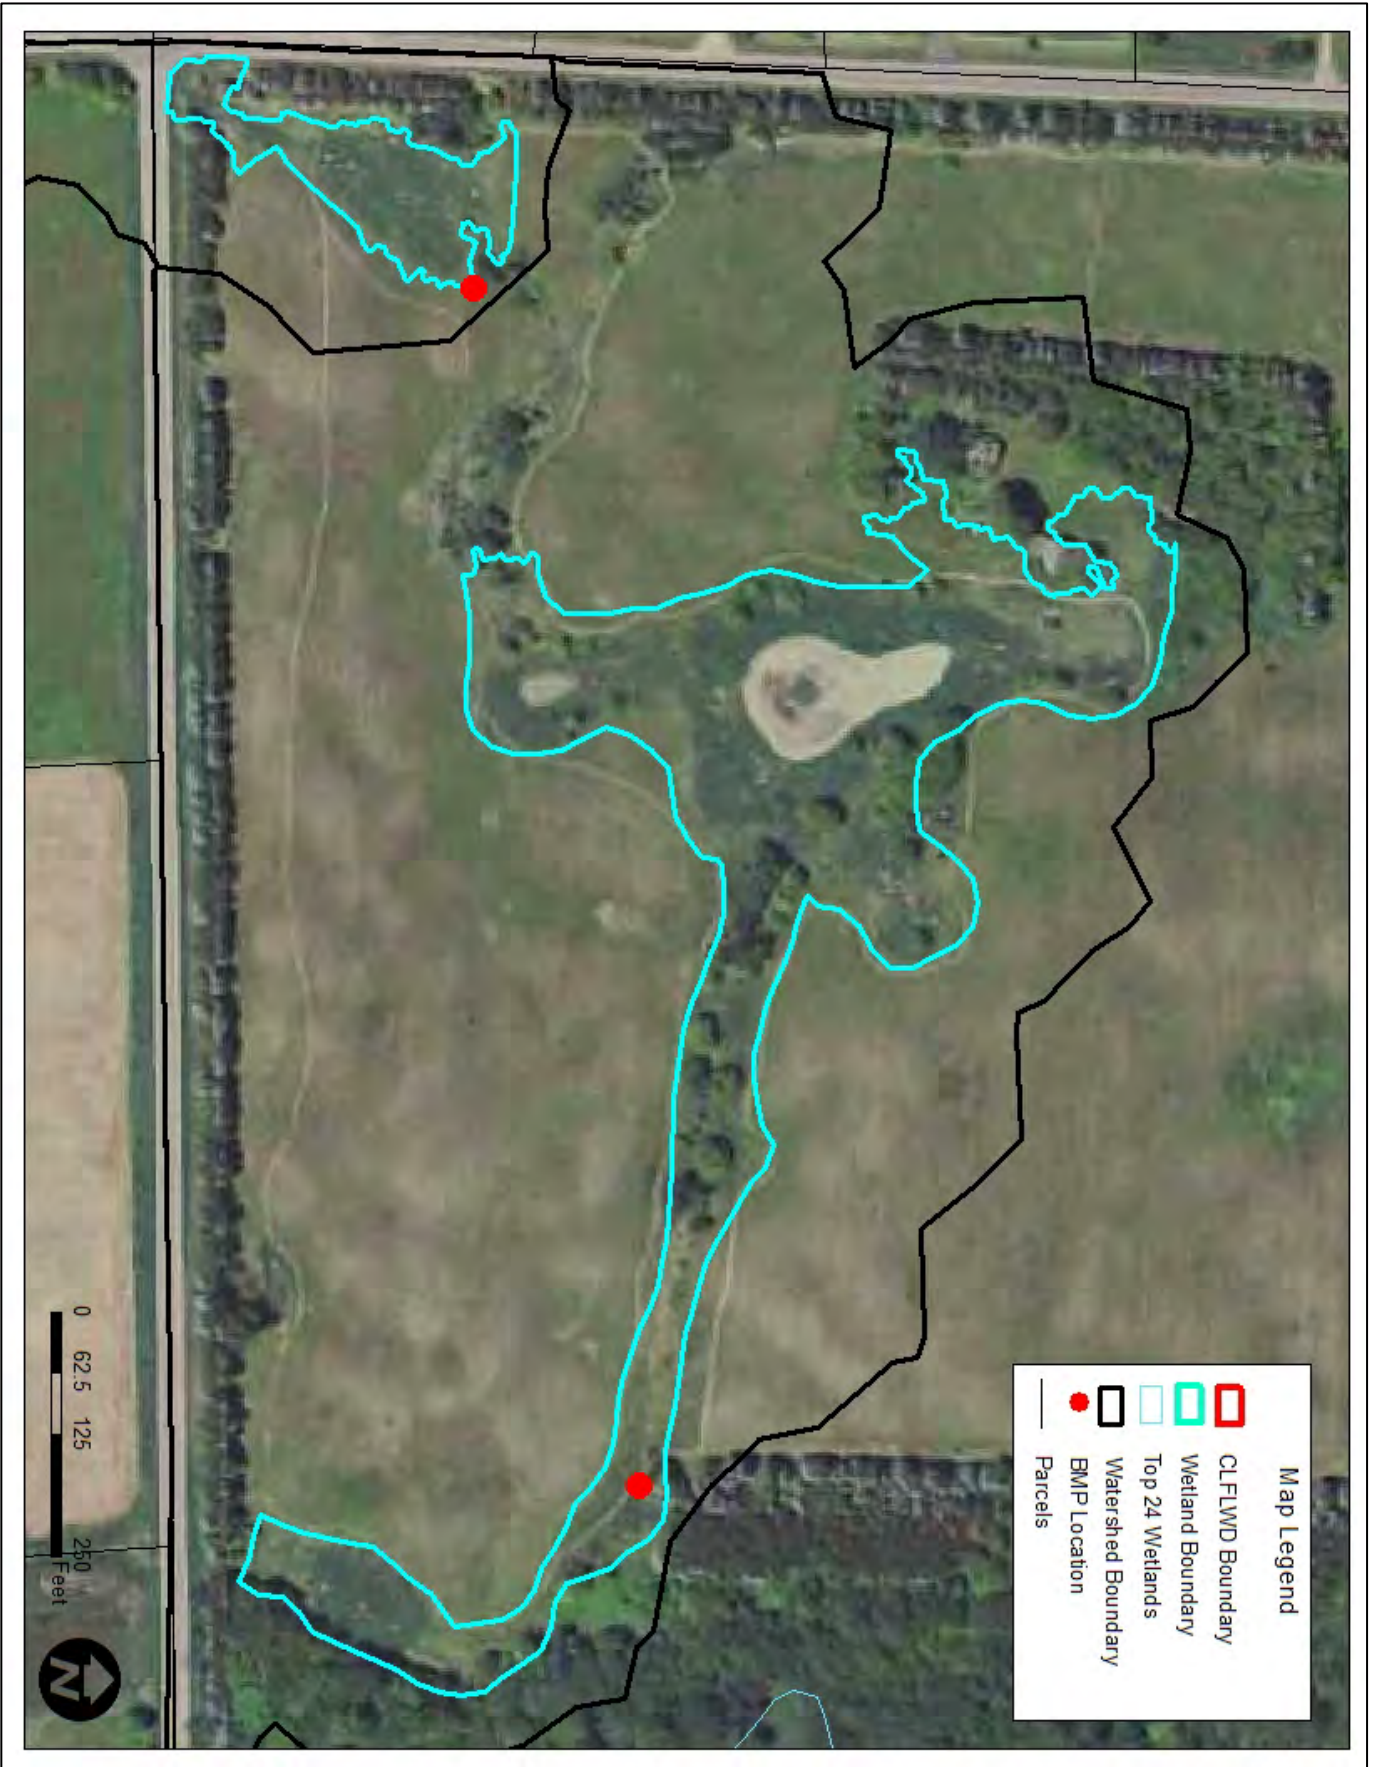 Map Legend
CLFLWD Boundary
Wetland Boundary
Top 24 Wetlands
Watershed Boundary
BMP Location
Parcels
0 62.5 125 250
Feet
N